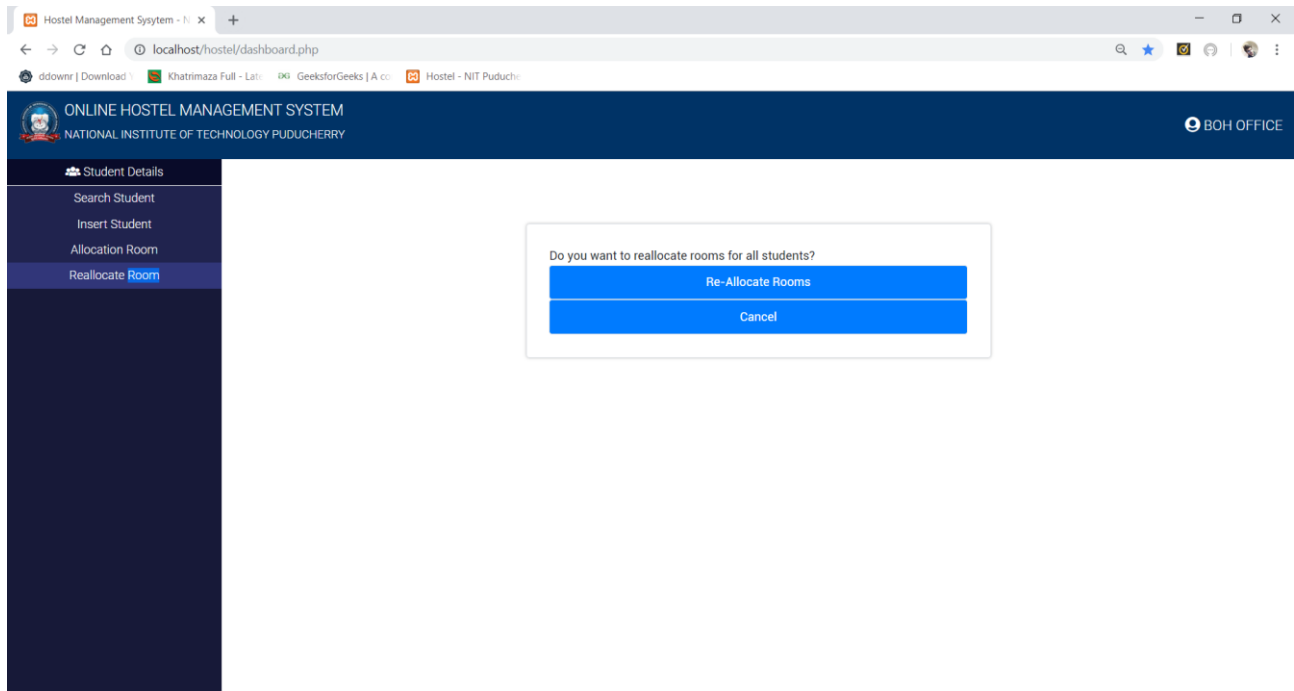 Hostel Management Sysytem - N
localhost/hostel/dashboard.php
ddownr | Download
Khatrimaza Full - Late
GeeksforGeeks | A co
Hostel - NIT Puduche
ONLINE HOSTEL MANAGEMENT SYSTEM
NATIONAL INSTITUTE OF TECHNOLOGY PUDUCHERRY
BOH OFFICE
Student Details
Search Student
Insert Student
Allocation Room
Reallocate Room
Do you want to reallocate rooms for all students?
Re-Allocate Rooms
Cancel